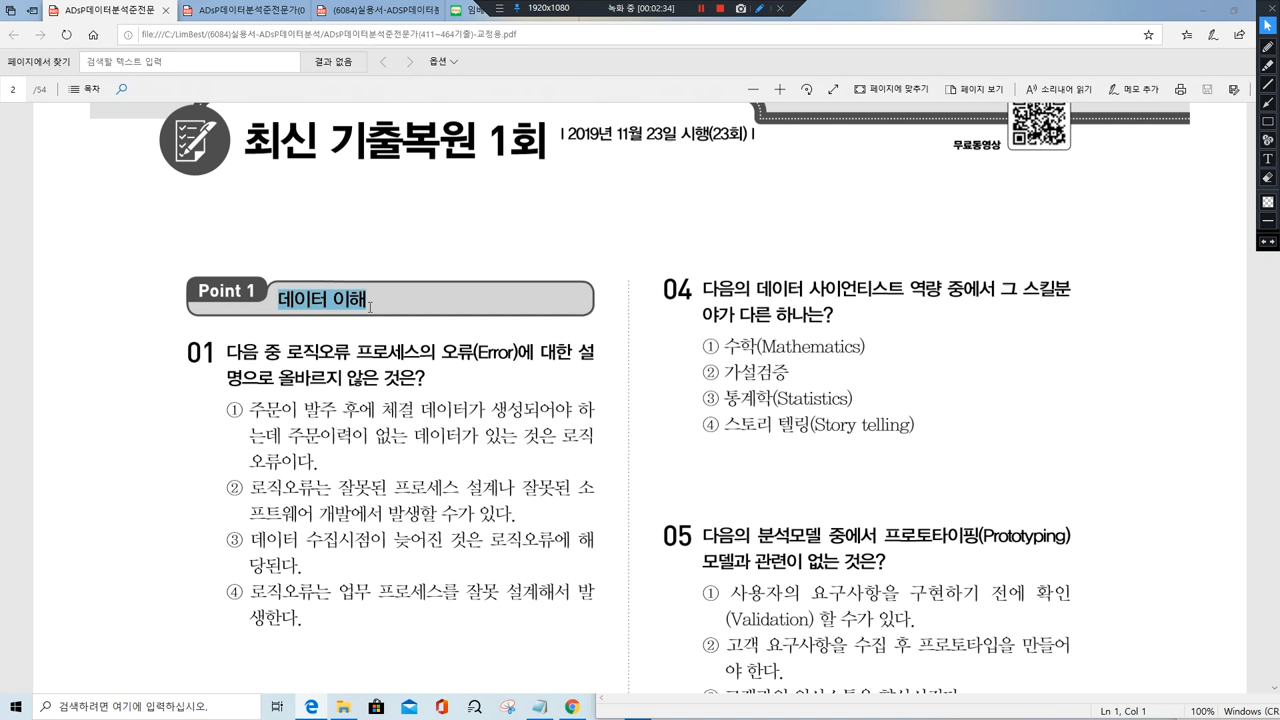 ADsP데이터분석준전문
ADsP데이터분석준전문가(0
(6084)실용서-ADSP데이터분
1920x1080
녹화 중 [00:02:34]
file:///C:/LimBest/(6084)실용서-ADsP데이터분석/ADsP데이터분석준전문가(411~464기출)-교정용.pdf
페이지에서 찾기
검색할 텍스트 입력
결과 없음
옵션
2 /54
목차
페이지에 맞추기
페이지 보기
소리내어 읽기
메모 추가
최신 기출복원 1회
| 2019년 11월 23일 시행(23회) |
무료동영상
Point 1
데이터 이해
01 다음 중 로직오류 프로세스의 오류(Error)에 대한 설
명으로 올바르지 않은 것은?
① 주문이 발주 후에 체결 데이터가 생성되어야 하
는데 주문이력이 없는 데이터가 있는 것은 로직
오류이다.
② 로직오류는 잘못된 프로세스 설계나 잘못된 소
프트웨어 개발에서 발생할 수가 있다.
③ 데이터 수집시점이 늦어진 것은 로직오류에 해
당된다.
④ 로직오류는 업무 프로세스를 잘못 설계해서 발
생한다.
04 다음의 데이터 사이언티스트 역량 중에서 그 스킬분
야가 다른 하나는?
① 수학(Mathematics)
② 가설검증
③ 통계학(Statistics)
④ 스토리 텔링(Story telling)
05 다음의 분석모델 중에서 프로토타이핑(Prototyping)
모델과 관련이 없는 것은?
① 사용자의 요구사항을 구현하기 전에 확인
(Validation) 할 수가 있다.
② 고객 요구사항을 수집 후 프로토타입을 만들어
야 한다.
검색하려면 여기에 입력하십시오.
Ln 1, Col 1
100%
Windows (CR